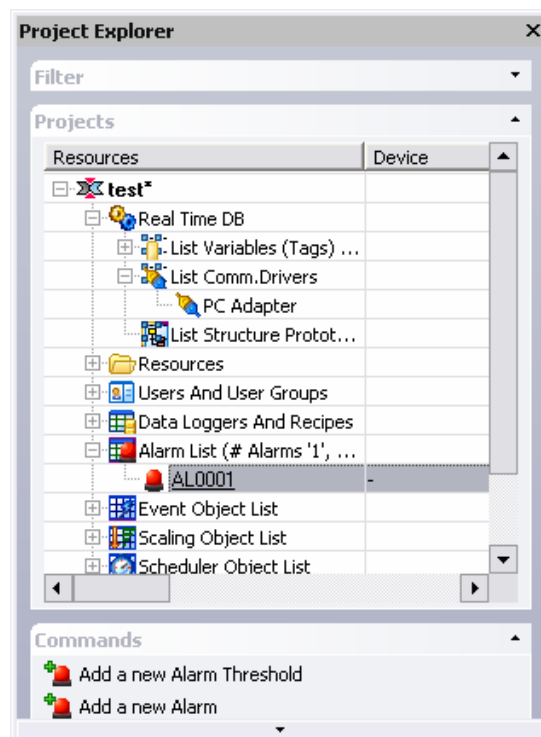 Project Explorer
Filter
Projects
Resources Device
test*
Real Time DB
List Variables (Tags) ...
List Comm.Drivers
PC Adapter
List Structure Protot...
Resources
Users And User Groups
Data Loggers And Recipes
Alarm List (# Alarms '1', ...
AL0001 -
Event Object List
Scaling Object List
Scheduler Object List
Commands
Add a new Alarm Threshold
Add a new Alarm